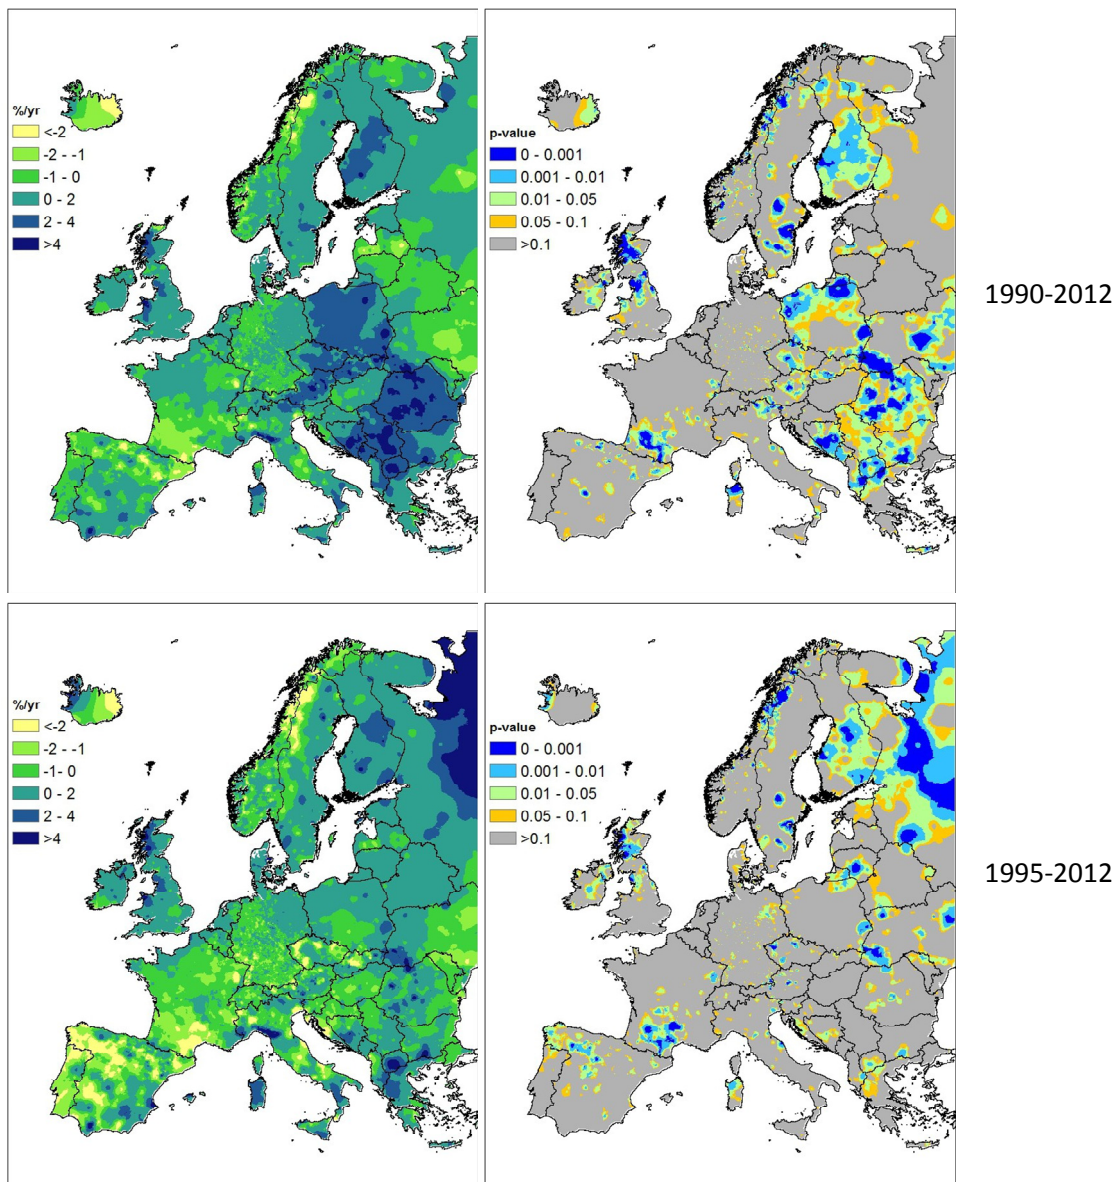 %/yr
<-2
-2 - -1
-1 - 0
0 - 2
2 - 4
>4
p-value
0 - 0.001
0.001 - 0.01
0.01 - 0.05
0.05 - 0.1
>0.1
1990-2012
%/yr
<-2
-2 - -1
-1- 0
0 - 2
2 - 4
>4
p-value
0 - 0.001
0.001 - 0.01
0.01 - 0.05
0.05 - 0.1
>0.1
1995-2012